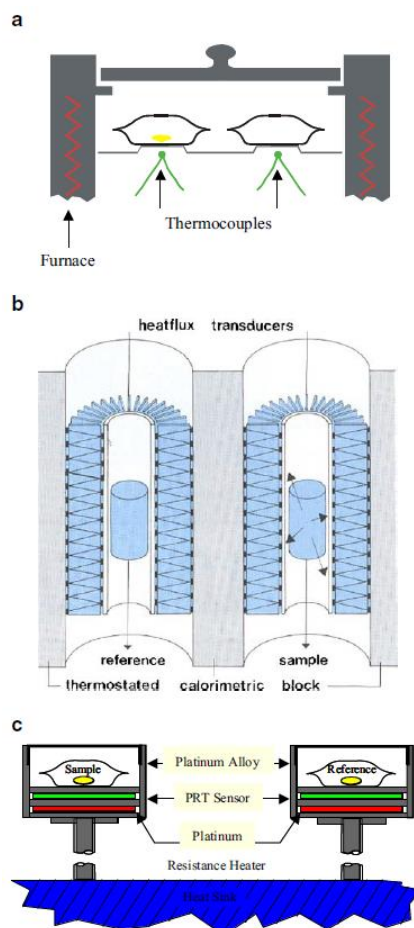 a
Thermocouples
Furnace
b
heatflux transducers
reference sample
thermostated calorimetric block
c
Sample Platinum Alloy Reference
PRT Sensor
Platinum
Resistance Heater
Heat Sink